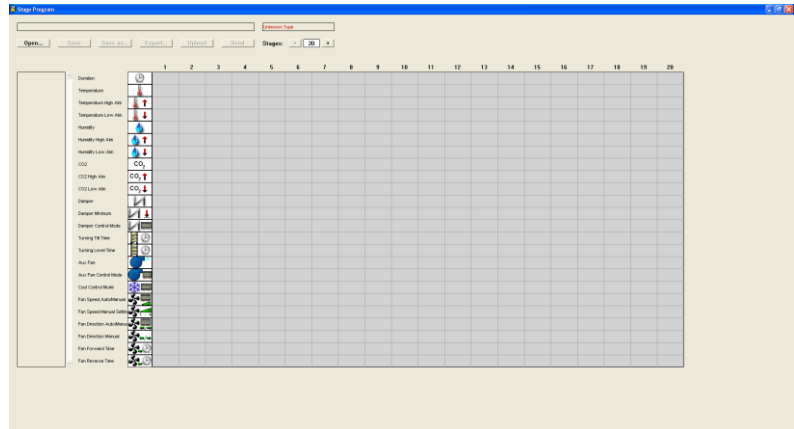 Stage Program
Unknown Type
Open... Save Save as... Export... Upload Send Stages: - 20 +
1 2 3 4 5 6 7 8 9 10 11 12 13 14 15 16 17 18 19 20
Duration
Temperature
Temperature High Alm
Temperature Low Alm
Humidity
Humidity High Alm
Humidity Low Alm
CO2 CO2
CO2 High Alm CO2
CO2 Low Alm CO2
Damper
Damper Minimum
Damper Control Mode
Turning Tilt Time
Turning Level Time
Aux Fan
Aux Fan Control Mode
Cool Control Mode
Fan Speed Auto/Manual
Fan Speed Manual Settin
Fan Direction Auto/Manu
Fan Direction Manual
Fan Forward Time
Fan Reverse Time